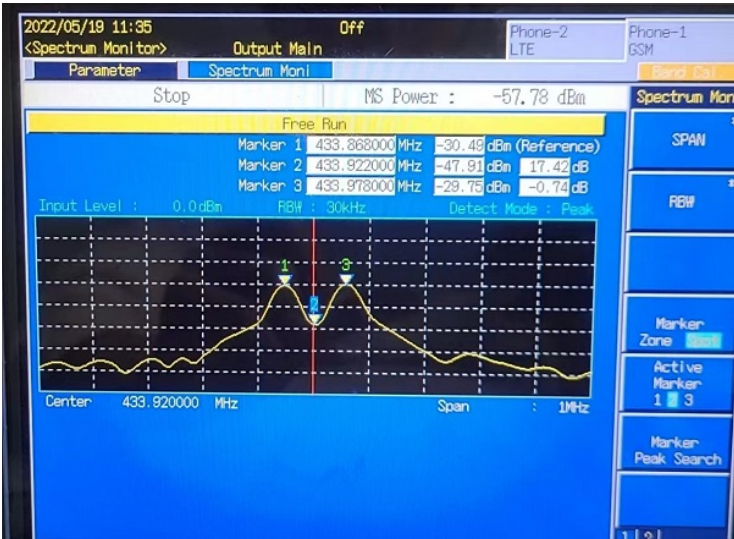 2022/05/19 11:35 Off Phone-2 Phone-1
<Spectrum Monitor> Output Main LTE GSM
Parameter Spectrum Moni Band Cal
Stop MS Power : -57.78 dBm Spectrum Mon
Free Run
Marker 1 433.868000 MHz -30.49 dBm (Reference)
Marker 2 433.922000 MHz -47.91 dBm 17.42 dB
Marker 3 433.978000 MHz -29.75 dBm -0.74 dB
Input Level : 0.0dBm RBW : 30kHz Detect Mode : Peak
1 3
2
Center 433.920000 MHz Span : 1MHz
*
SPAN
*
RBW
Marker
Zone Spot
Active
Marker
1 2 3
Marker
Peak Search
1 2